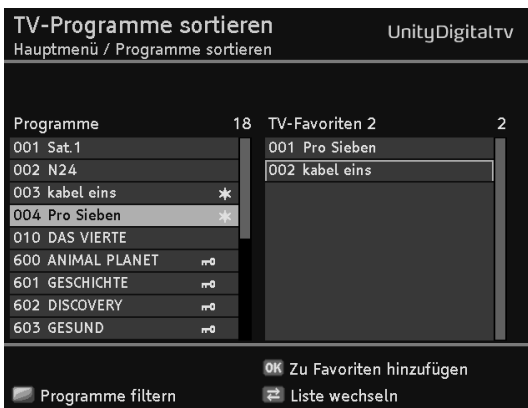 TV-Programme sortieren
UnityDigitalTV
Hauptmenü / Programme sortieren
Programme 18
001 Sat.1
002 N24
003 kabel eins
004 Pro Sieben
010 DAS VIERTE
600 ANIMAL PLANET
601 GESCHICHTE
602 DISCOVERY
603 GESUND
TV-Favoriten 2 2
001 Pro Sieben
002 kabel eins
OK Zu Favoriten hinzufügen
Programme filtern
Liste wechseln